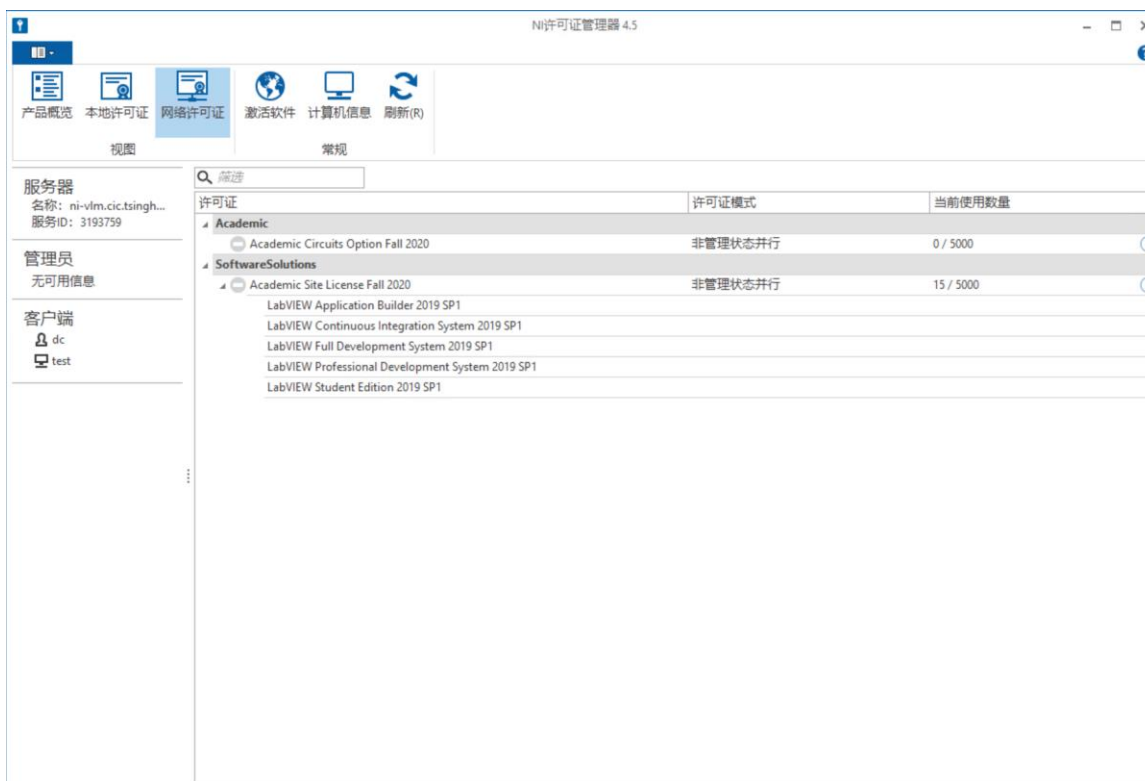 NI许可证管理器 4.5
产品概览 本地许可证 网络许可证 激活软件 计算机信息 刷新(R)
视图 常规
服务器
名称: ni-vlm.cic.tsingh...
服务ID: 3193759
管理员
无可用信息
客户端
dc
test
筛选
许可证 许可证模式 当前使用数量
Academic
Academic Circuits Option Fall 2020 非管理状态并行 0 / 5000
SoftwareSolutions
Academic Site License Fall 2020 非管理状态并行 15 / 5000
LabVIEW Application Builder 2019 SP1
LabVIEW Continuous Integration System 2019 SP1
LabVIEW Full Development System 2019 SP1
LabVIEW Professional Development System 2019 SP1
LabVIEW Student Edition 2019 SP1